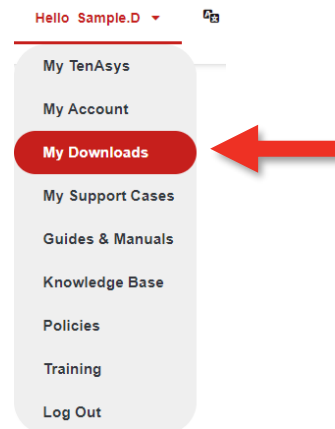 Hello Sample.D
My TenAsys
My Account
My Downloads
My Support Cases
Guides & Manuals
Knowledge Base
Policies
Training
Log Out